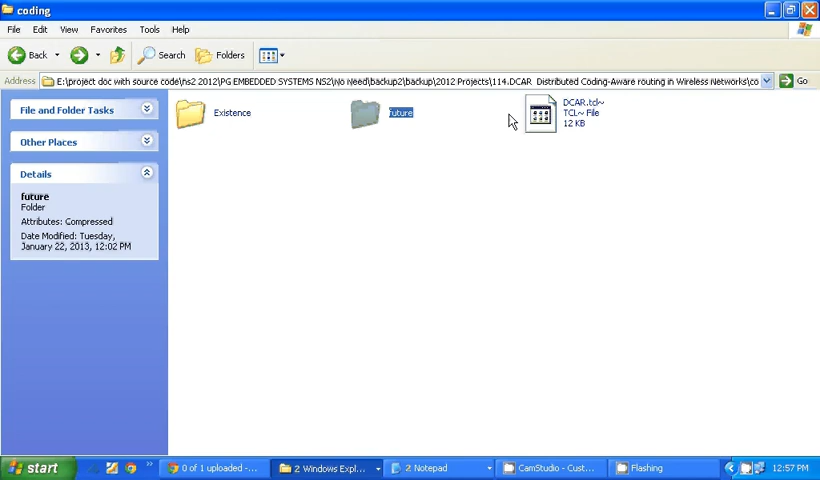 coding
File Edit View Favorites Tools Help
Back Search Folders
Address E:\project doc with source code\ns2 2012\PG EMBEDDED SYSTEMS NS2\No Need\backup2\backup\2012 Projects\114.DCAR Distributed Coding-Aware routing in Wireless Networks\co Go
File and Folder Tasks
Other Places
Details
future
Folder
Attributes: Compressed
Date Modified: Tuesday,
January 22, 2013, 12:02 PM
Existence
future
DCAR.tcl~
TCL~ File
12 KB
start
0 of 1 uploaded -...
2 Windows Expl...
2 Notepad
CamStudio - Cust...
Flashing
12:57 PM